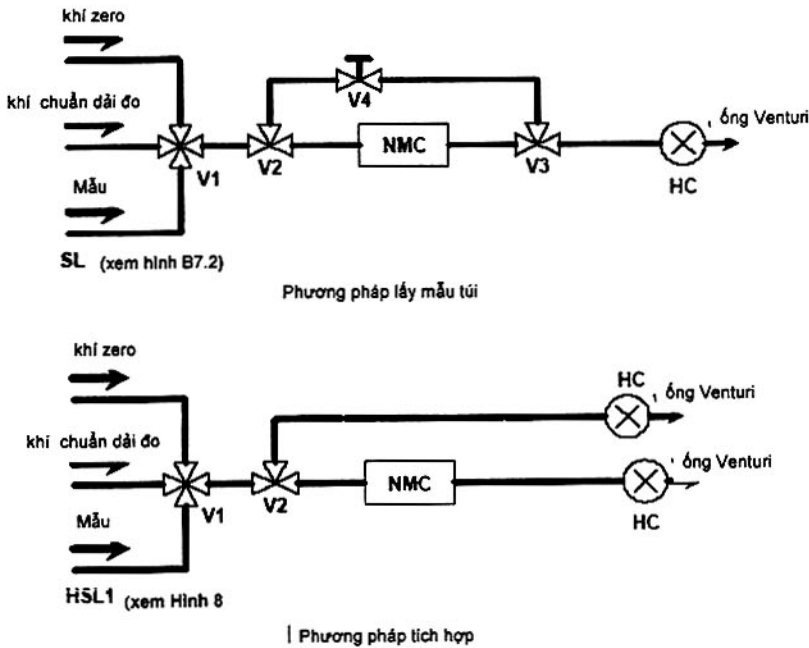 khí zero
khí chuẩn dải đo
V4
ống Venturi
NMC
Mẫu
V1
V2
V3
HC
SL (xem hình B7.2)
Phương pháp lấy mẫu túi
khí zero
HC
ống Venturi
khí chuẩn dải đo
ống Venturi
NMC
V1
V2
Mẫu
HC
HSL1 (xem Hình 8
Phương pháp tích hợp